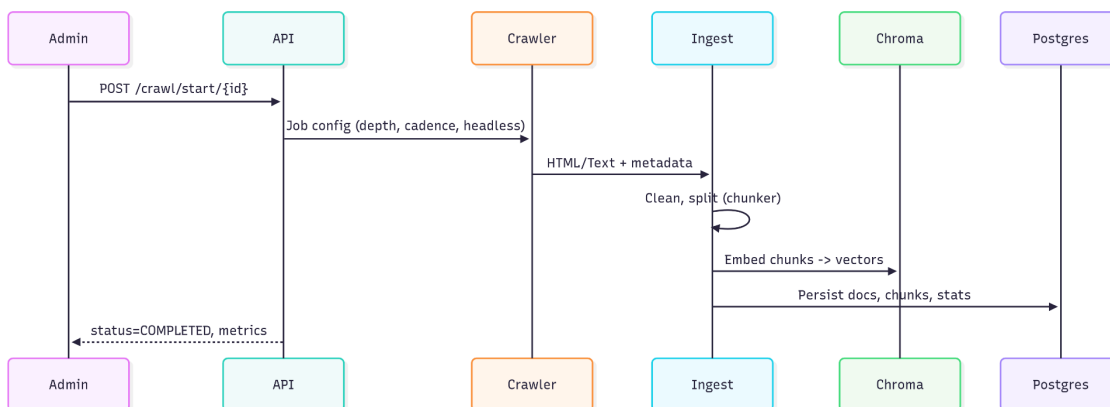 Admin
API
Crawler
Ingest
Chroma
Postgres
POST /crawl/start/{id}
Job config (depth, cadence, headless)
HTML/Text + metadata
Clean, split (chunker)
Embed chunks -> vectors
Persist docs, chunks, stats
status=COMPLETED, metrics
Admin
API
Crawler
Ingest
Chroma
Postgres